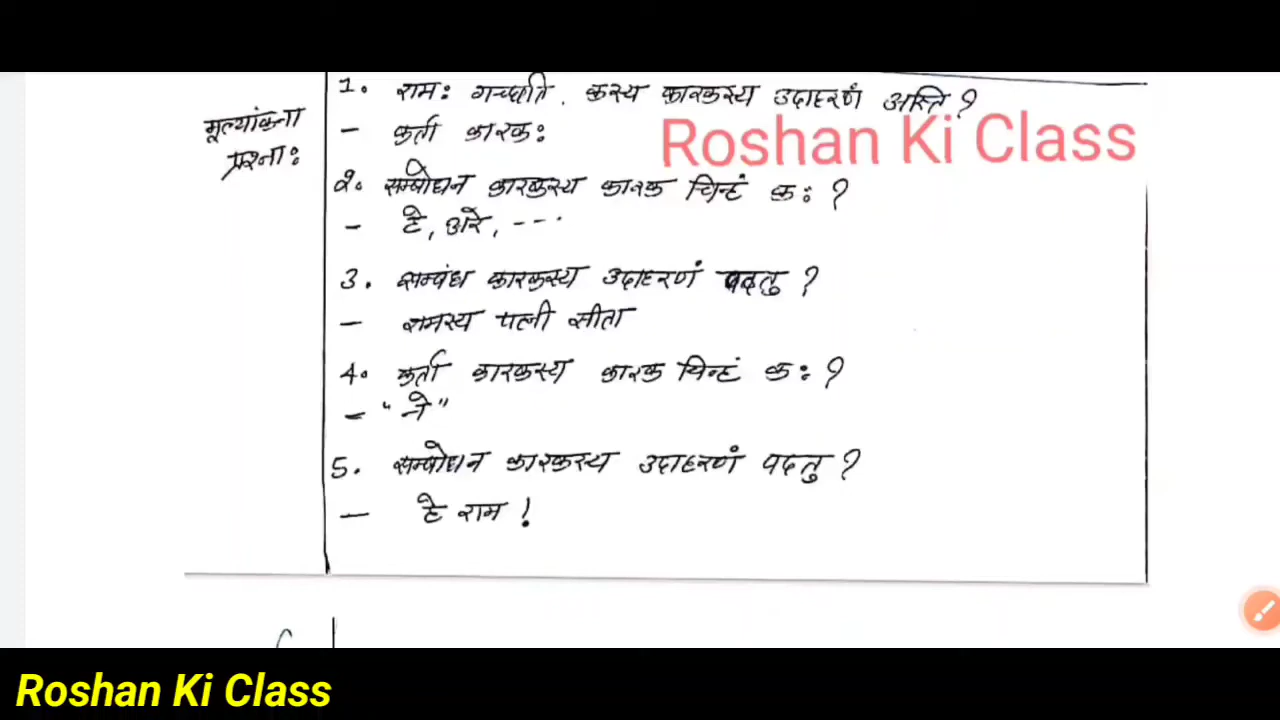 1. रामः गच्छति . कस्य कारकस्य उदाहरणं अस्ति ?
मूल्यांकना
प्रश्नाः
- कर्ता कारकः
Roshan Ki Class
2. सम्बोधन कारकस्य कारक चिन्हं कः ?
- हे, अरे, ---.
3. सम्बंध कारकस्य उदाहरणं वदतु ?
- रामस्य पत्नी सीता
4. कर्ता कारकस्य कारक चिन्हं कः ?
- "ने"
5. सम्बोधन कारकस्य उदाहरणं वदतु ?
- हे राम !
Roshan Ki Class